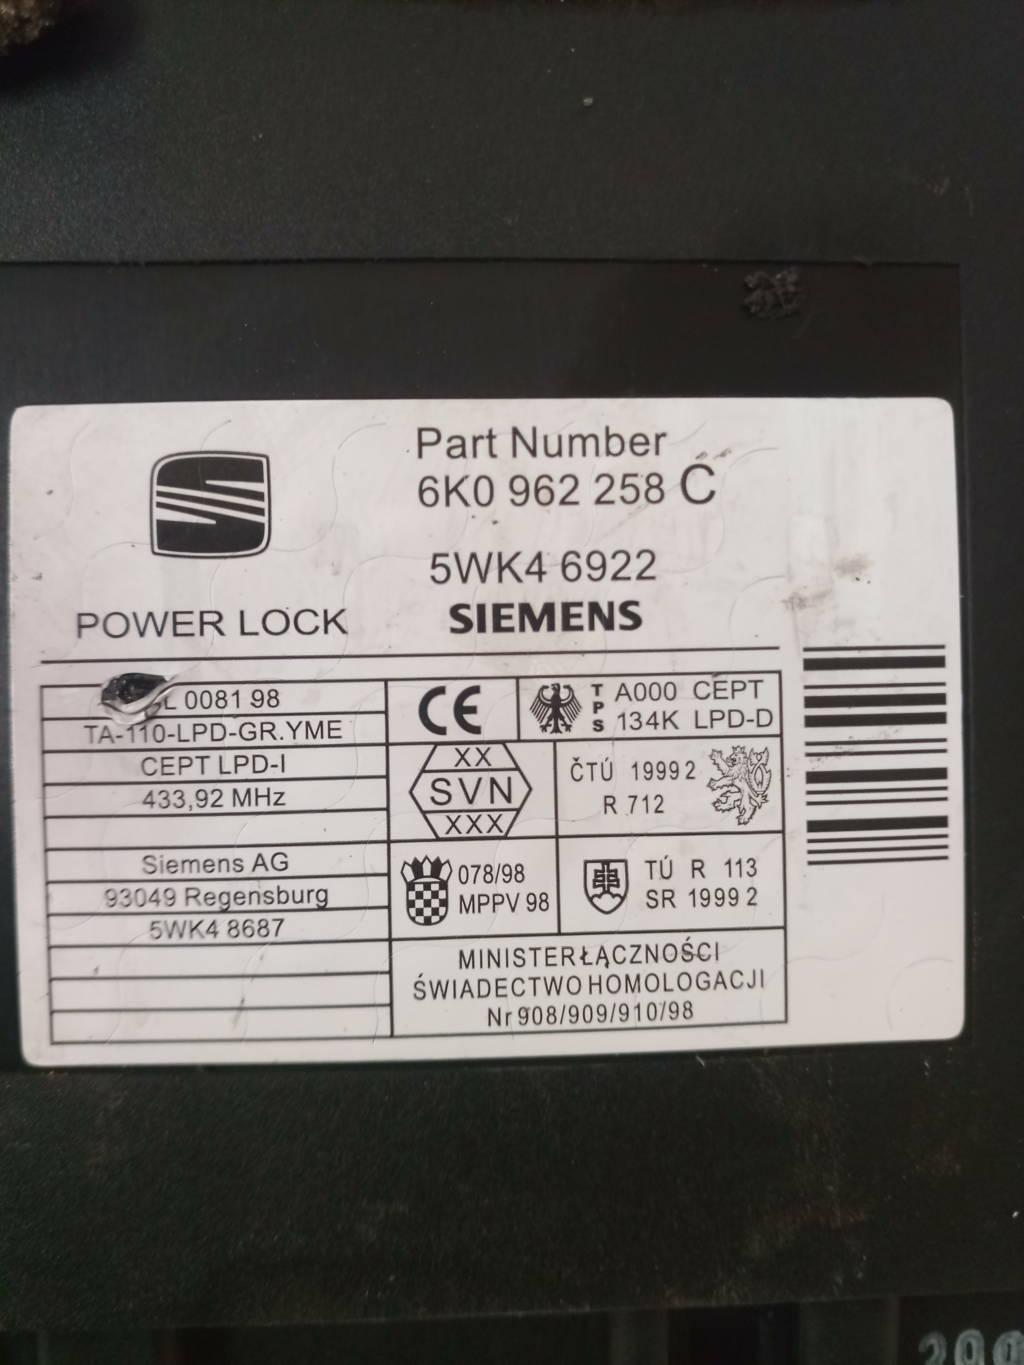 Part Number
6K0 962 258 C
5WK4 6922
POWER LOCK
SIEMENS
0081 98
TA-110-LPD-GR.YME
CEPT LPD-I
433,92 MHz
Siemens AG
93049 Regensburg
5WK4 8687
CE
TPS
A000 CEPT
134K LPD-D
XX
SVN
XXX
ČTÚ 1999 2
R 712
078/98
MPPV 98
TÚ R 113
SR 1999 2
MINISTER ŁĄCZNOŚCI
ŚWIADECTWO HOMOLOGACJI
Nr 908/909/910/98